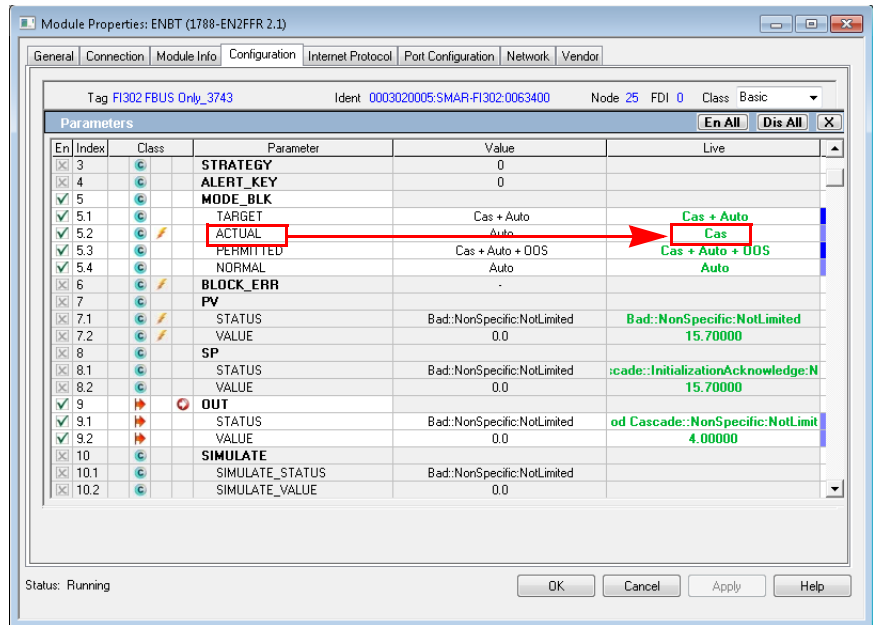 Module Properties: ENBT (1788-EN2FFR 2.1)
General Connection Module Info Configuration Internet Protocol Port Configuration Network Vendor
Tag FI302 FBUS Only_3743 Ident 0003020005:SMAR-FI302:0063400 Node 25 FDI 0 Class Basic
Parameters En All Dis All X
En Index Class Parameter Value Live
3 C STRATEGY 0
4 C ALERT_KEY 0
5 C MODE_BLK
5.1 C TARGET Cas + Auto Cas + Auto
5.2 C ACTUAL Auto Cas
5.3 C PERMITTED Cas + Auto + OOS Cas + Auto + OOS
5.4 C NORMAL Auto Auto
6 C BLOCK_ERR -
7 C PV
7.1 C STATUS Bad::NonSpecific:NotLimited Bad::NonSpecific:NotLimited
7.2 C VALUE 0.0 15.70000
8 C SP
8.1 C STATUS Bad::NonSpecific:NotLimited :cade::InitializationAcknowledge:N
8.2 C VALUE 0.0 15.70000
9 OUT
9.1 STATUS Bad::NonSpecific:NotLimited od Cascade::NonSpecific:NotLimit
9.2 VALUE 0.0 4.00000
10 C SIMULATE
10.1 C SIMULATE_STATUS Bad::NonSpecific:NotLimited
10.2 C SIMULATE_VALUE 0.0
Status: Running OK Cancel Apply Help